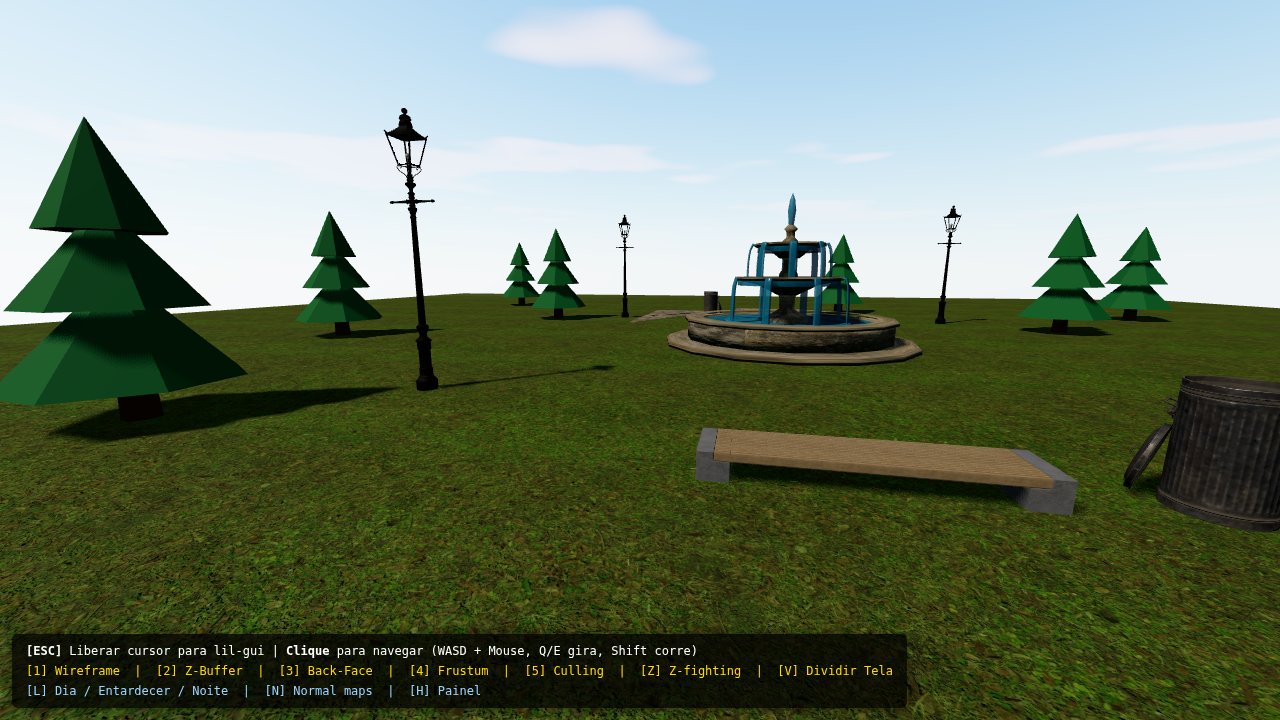 [ESC] Liberar cursor para lil-gui | Clique para navegar (WASD + Mouse, Q/E gira, Shift corre)
[1] Wireframe | [2] Z-Buffer | [3] Back-Face | [4] Frustum | [5] Culling | [Z] Z-fighting | [V] Dividir Tela
[L] Dia / Entardecer / Noite | [N] Normal maps | [H] Painel